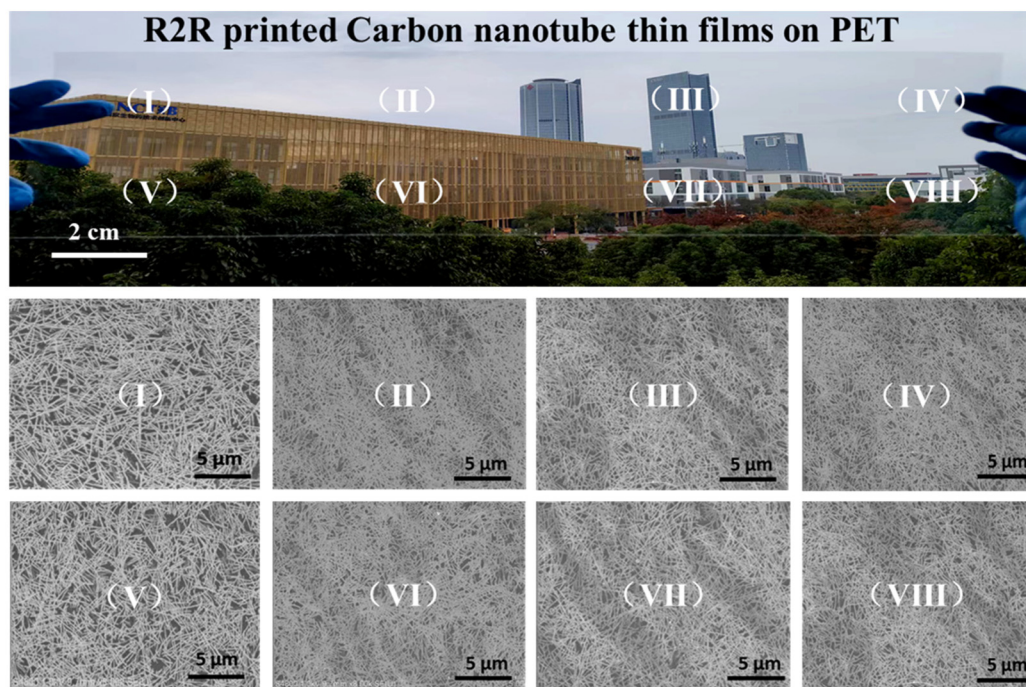 R2R printed Carbon nanotube thin films on PET
（I） （II） （III） （IV）
（V） （VI） （VII） （VIII）
2 cm
（I） （II） （III） （IV）
5 μm 5 μm 5 μm 5 μm
（V） （VI） （VII） （VIII）
5 μm 5 μm 5 μm 5 μm